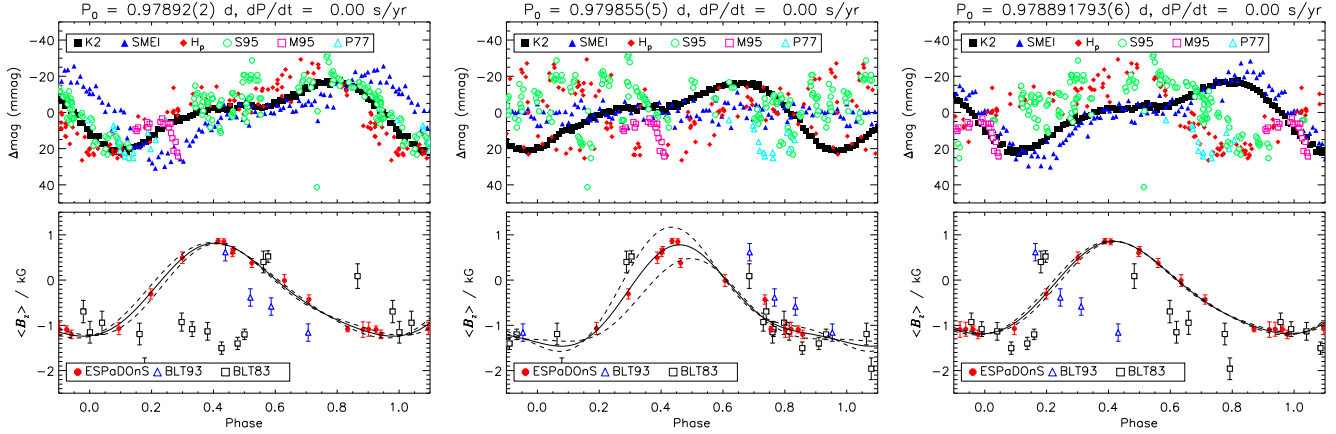 P₀ = 0.97892(2) d, dP/dt = 0.00 s/yr
K2 SMEI Hₚ S95 M95 P77
Δmag (mmag)
-40
-20
0
20
40
<B_z> / kG
1
0
-1
-2
ESPaDOnS BLT93 BLT83
0.0 0.2 0.4 0.6 0.8 1.0
Phase
P₀ = 0.979855(5) d, dP/dt = 0.00 s/yr
K2 SMEI Hₚ S95 M95 P77
Δmag (mmag)
-40
-20
0
20
40
<B_z> / kG
1
0
-1
-2
ESPaDOnS BLT93 BLT83
0.0 0.2 0.4 0.6 0.8 1.0
Phase
P₀ = 0.978891793(6) d, dP/dt = 0.00 s/yr
K2 SMEI Hₚ S95 M95 P77
Δmag (mmag)
-40
-20
0
20
40
<B_z> / kG
1
0
-1
-2
ESPaDOnS BLT93 BLT83
0.0 0.2 0.4 0.6 0.8 1.0
Phase